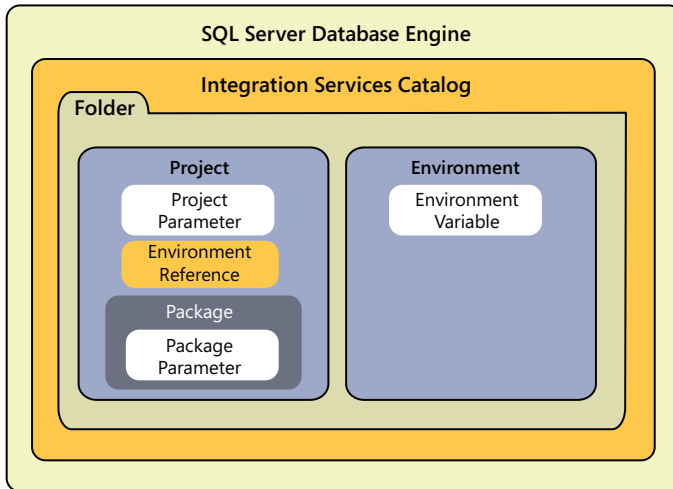 SQL Server Database Engine
Integration Services Catalog
Folder
Project
Project
Parameter
Environment
Reference
Package
Package
Parameter
Environment
Environment
Variable